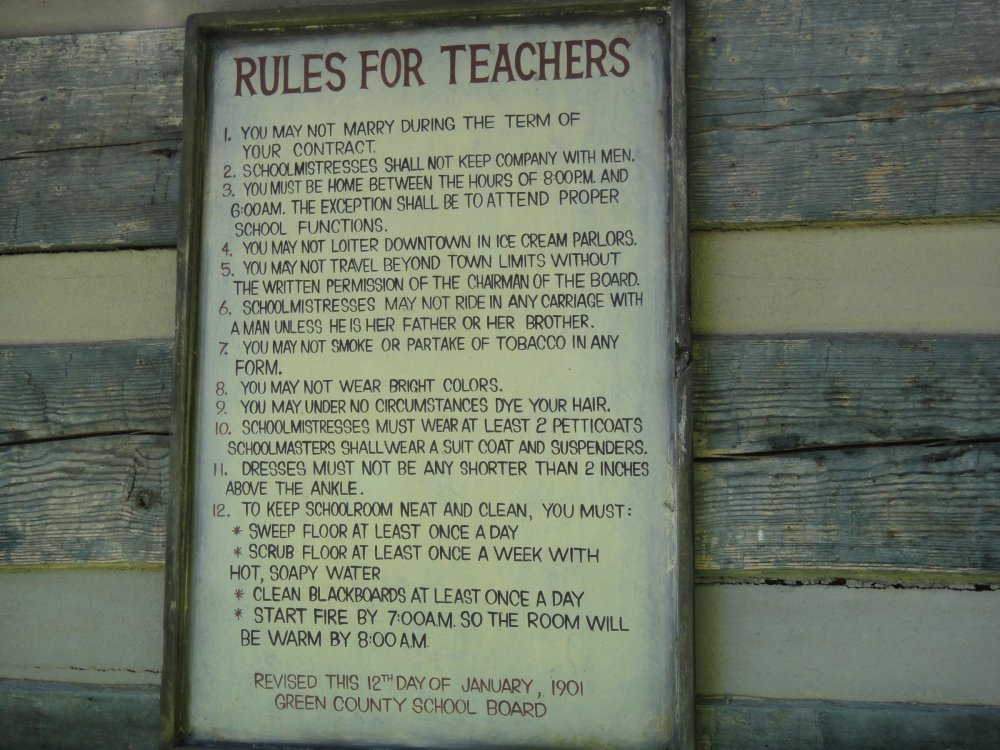 RULES FOR TEACHERS
1. YOU MAY NOT MARRY DURING THE TERM OF
YOUR CONTRACT.
2. SCHOOLMISTRESSES SHALL NOT KEEP COMPANY WITH MEN.
3. YOU MUST BE HOME BETWEEN THE HOURS OF 8:00P.M. AND
6:00AM. THE EXCEPTION SHALL BE TO ATTEND PROPER
SCHOOL FUNCTIONS.
4. YOU MAY NOT LOITER DOWNTOWN IN ICE CREAM PARLORS.
5. YOU MAY NOT TRAVEL BEYOND TOWN LIMITS WITHOUT
THE WRITTEN PERMISSION OF THE CHAIRMAN OF THE BOARD.
6. SCHOOLMISTRESSES MAY NOT RIDE IN ANY CARRIAGE WITH
A MAN UNLESS HE IS HER FATHER OR HER BROTHER.
7. YOU MAY NOT SMOKE OR PARTAKE OF TOBACCO IN ANY
FORM.
8. YOU MAY NOT WEAR BRIGHT COLORS.
9. YOU MAY UNDER NO CIRCUMSTANCES DYE YOUR HAIR.
10. SCHOOLMISTRESSES MUST WEAR AT LEAST 2 PETTICOATS
SCHOOLMASTERS SHALL WEAR A SUIT COAT AND SUSPENDERS.
11. DRESSES MUST NOT BE ANY SHORTER THAN 2 INCHES
ABOVE THE ANKLE.
12. TO KEEP SCHOOLROOM NEAT AND CLEAN, YOU MUST:
* SWEEP FLOOR AT LEAST ONCE A DAY
* SCRUB FLOOR AT LEAST ONCE A WEEK WITH
HOT, SOAPY WATER
* CLEAN BLACKBOARDS AT LEAST ONCE A DAY
* START FIRE BY 7:00A.M. SO THE ROOM WILL
BE WARM BY 8:00 A.M.
REVISED THIS 12TH DAY OF JANUARY, 1901
GREEN COUNTY SCHOOL BOARD